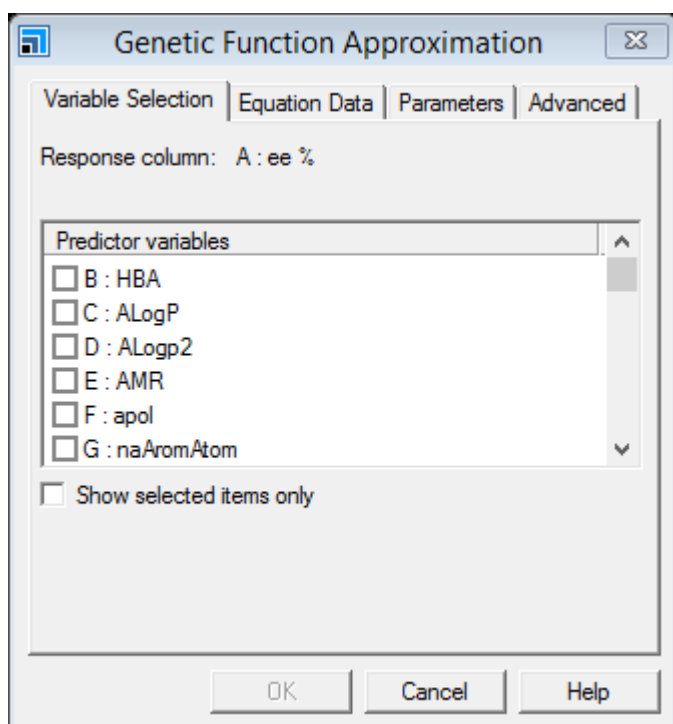 Genetic Function Approximation
Variable Selection Equation Data Parameters Advanced
Response column: A : ee %
Predictor variables
B : HBA
C : ALogP
D : ALogp2
E : AMR
F : apol
G : naAromAtom
Show selected items only
OK Cancel Help